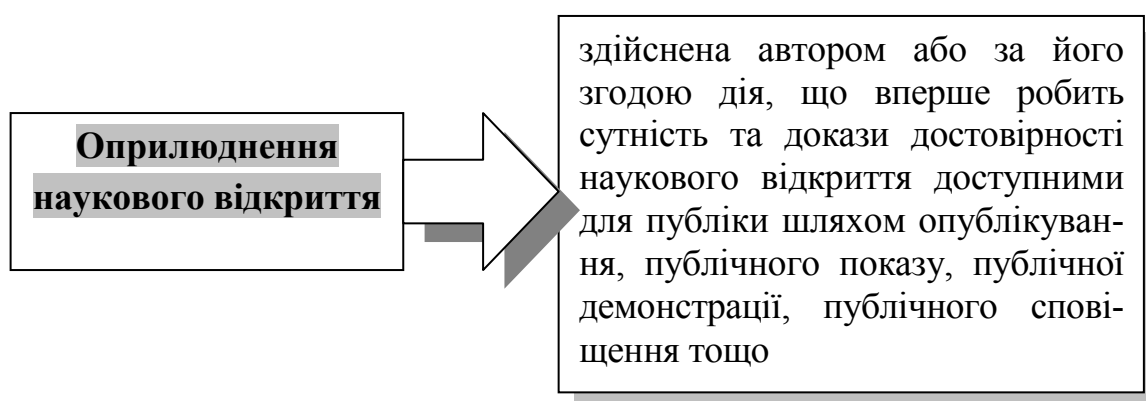 Оприлюднення
наукового відкриття
здійснена автором або за його
згодою дія, що вперше робить
сутність та докази достовірності
наукового відкриття доступними
для публіки шляхом опублікуван-
ня, публічного показу, публічної
демонстрації, публічного спові-
щення тощо